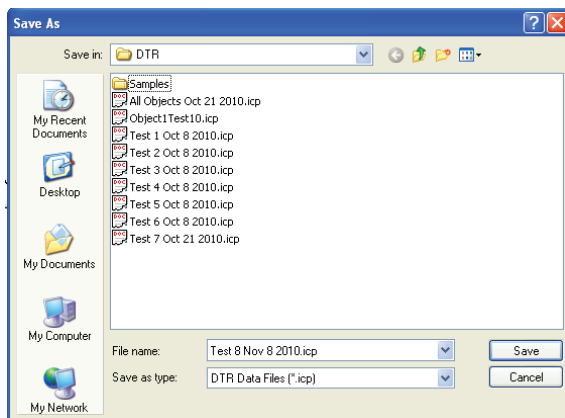 Save As
Save in: DTR
Samples
All Objects Oct 21 2010.icp
Object1Test10.icp
Test 1 Oct 8 2010.icp
Test 2 Oct 8 2010.icp
Test 3 Oct 8 2010.icp
Test 4 Oct 8 2010.icp
Test 5 Oct 8 2010.icp
Test 6 Oct 8 2010.icp
Test 7 Oct 21 2010.icp
My Recent
Documents
Desktop
My Documents
My Computer
My Network
File name: Test 8 Nov 8 2010.icp Save
Save as type: DTR Data Files (*.icp) Cancel